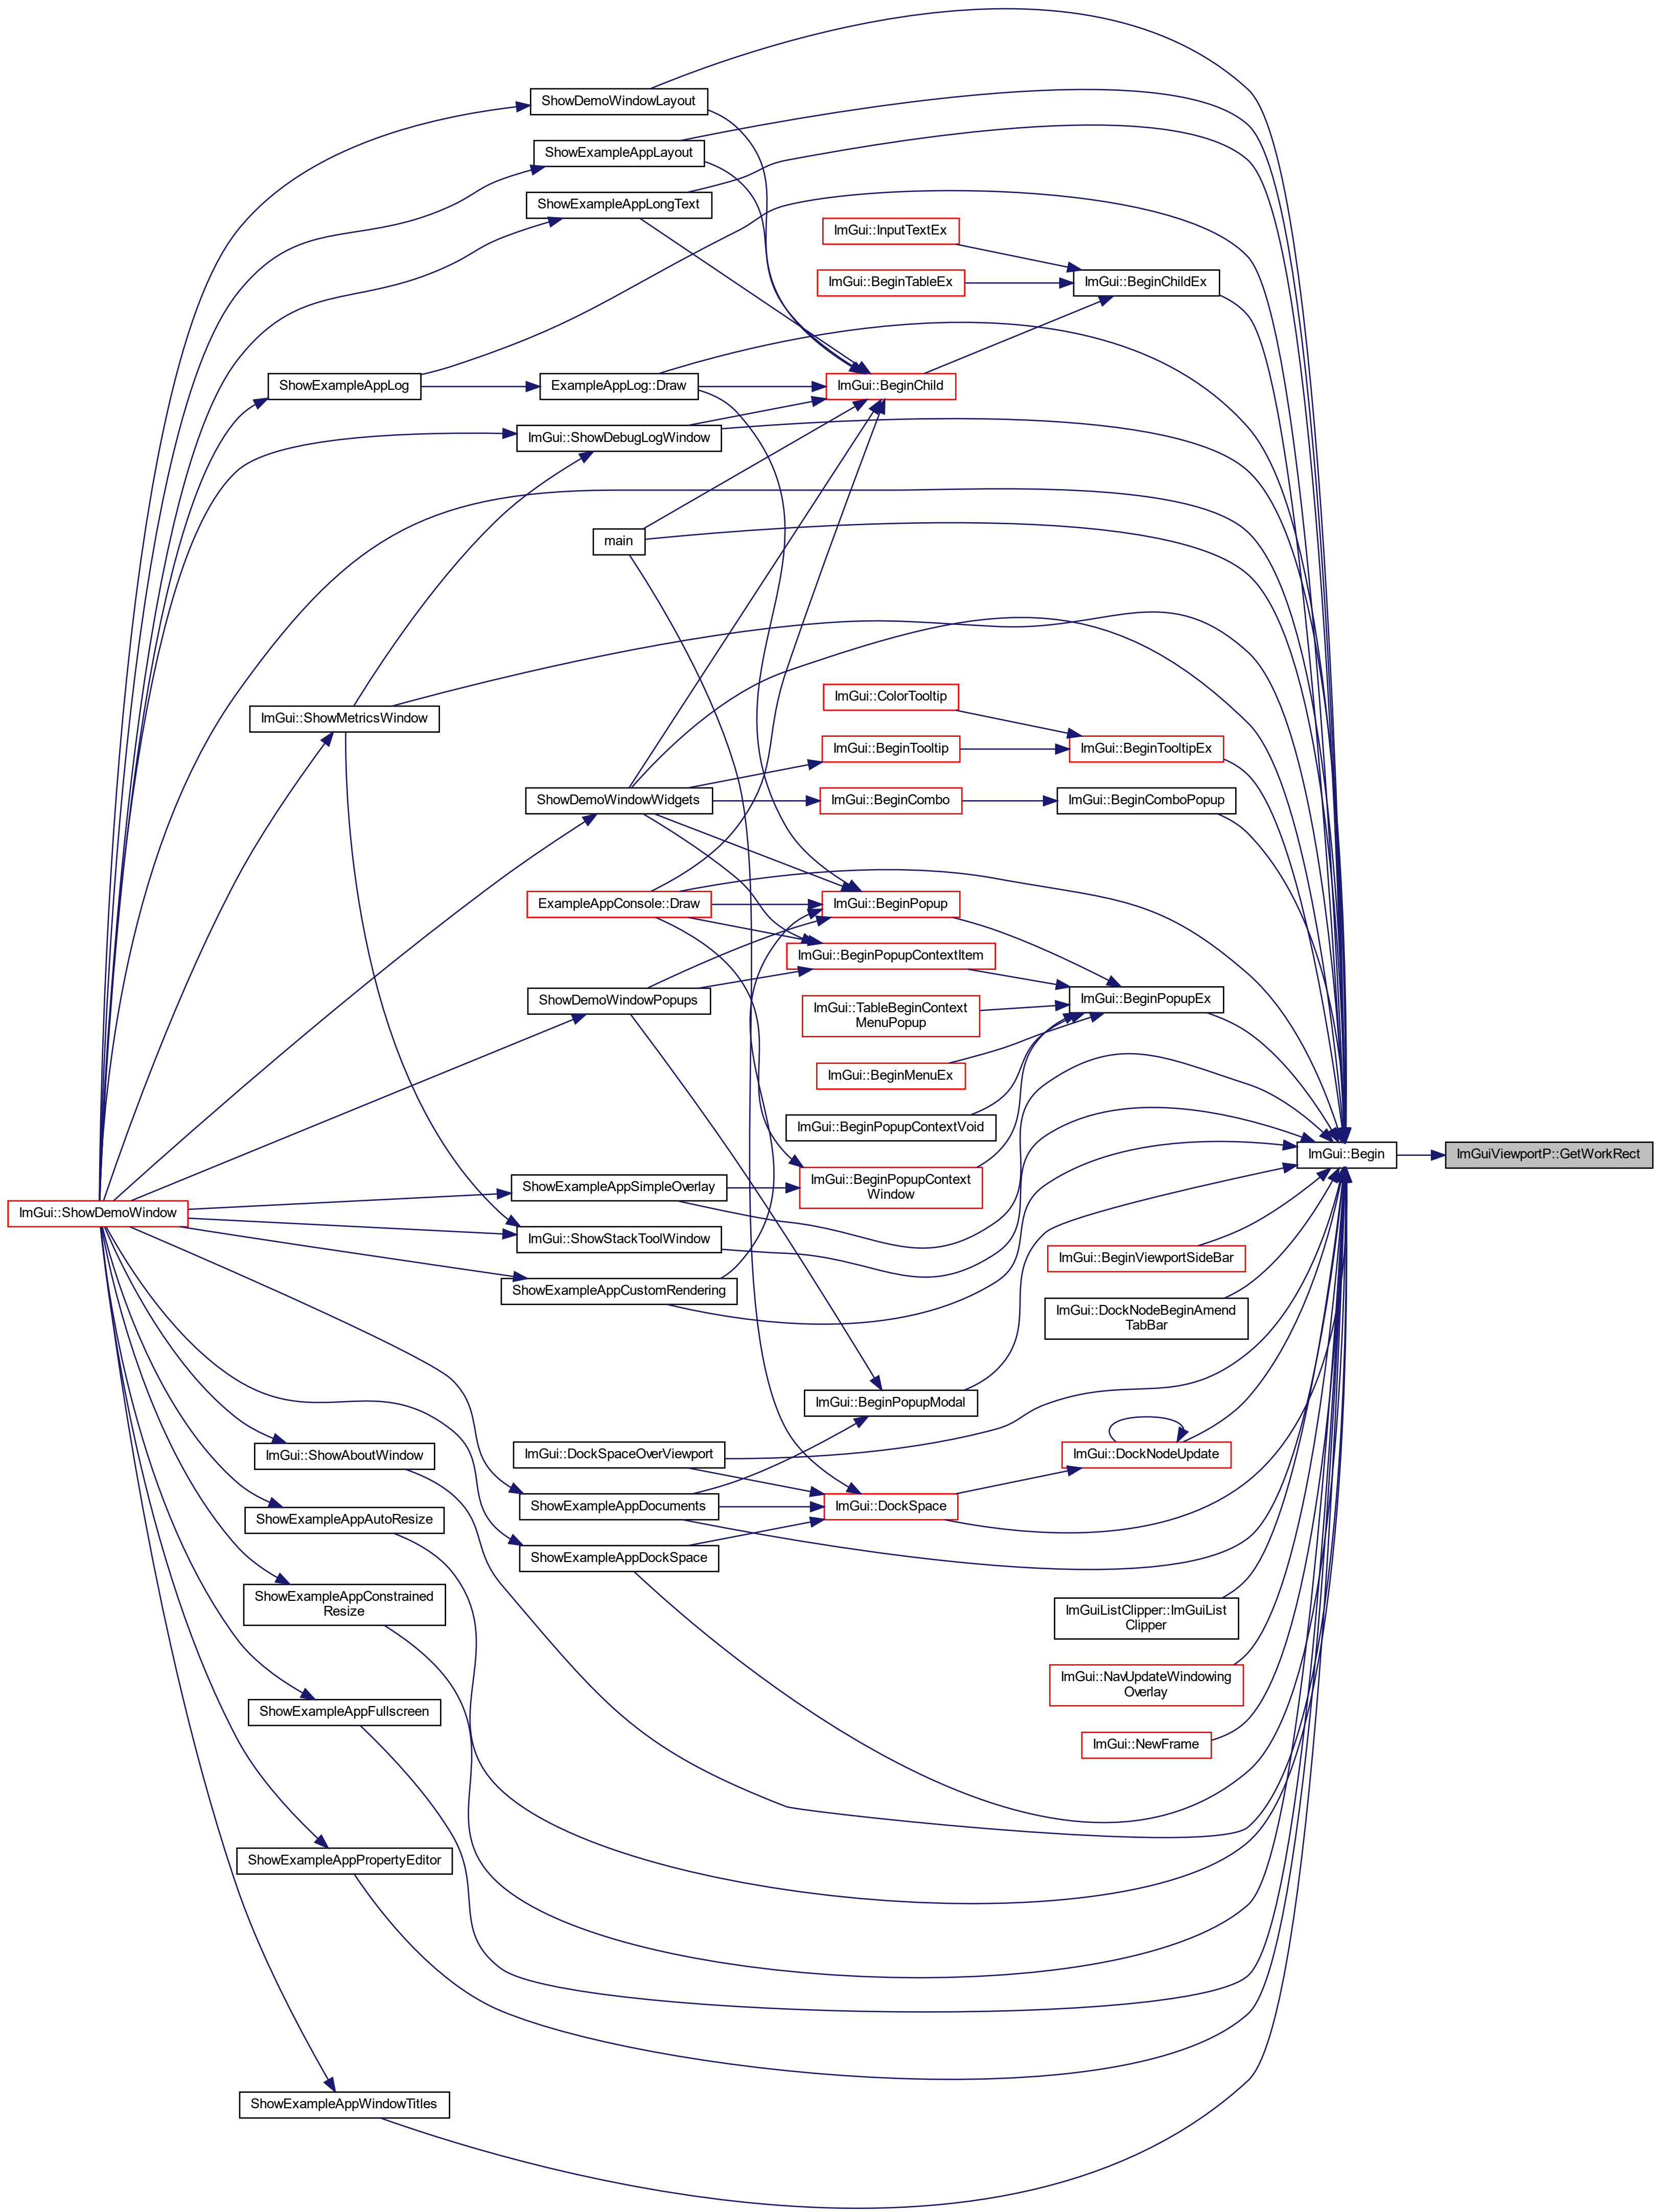 ShowDemoWindowLayout
ShowExampleAppLayout
ShowExampleAppLongText
ImGui::InputTextEx
ImGui::BeginTableEx
ImGui::BeginChildEx
ShowExampleAppLog
ExampleAppLog::Draw
ImGui::BeginChild
ImGui::ShowDebugLogWindow
main
ImGui::ShowMetricsWindow
ImGui::ColorTooltip
ImGui::BeginTooltip
ImGui::BeginTooltipEx
ShowDemoWindowWidgets
ImGui::BeginCombo
ImGui::BeginComboPopup
ExampleAppConsole::Draw
ImGui::BeginPopup
ImGui::BeginPopupContextItem
ShowDemoWindowPopups
ImGui::TableBeginContext
MenuPopup
ImGui::BeginPopupEx
ImGui::BeginMenuEx
ImGui::BeginPopupContextVoid
ImGui::Begin
ImGuiViewportP::GetWorkRect
ShowExampleAppSimpleOverlay
ImGui::BeginPopupContext
Window
ImGui::ShowDemoWindow
ImGui::ShowStackToolWindow
ImGui::BeginViewportSideBar
ShowExampleAppCustomRendering
ImGui::DockNodeBeginAmend
TabBar
ImGui::BeginPopupModal
ImGui::ShowAboutWindow
ImGui::DockSpaceOverViewport
ImGui::DockNodeUpdate
ShowExampleAppAutoResize
ShowExampleAppDocuments
ImGui::DockSpace
ShowExampleAppDockSpace
ShowExampleAppConstrained
Resize
ImGuiListClipper::ImGuiList
Clipper
ImGui::NavUpdateWindowing
Overlay
ShowExampleAppFullscreen
ImGui::NewFrame
ShowExampleAppPropertyEditor
ShowExampleAppWindowTitles